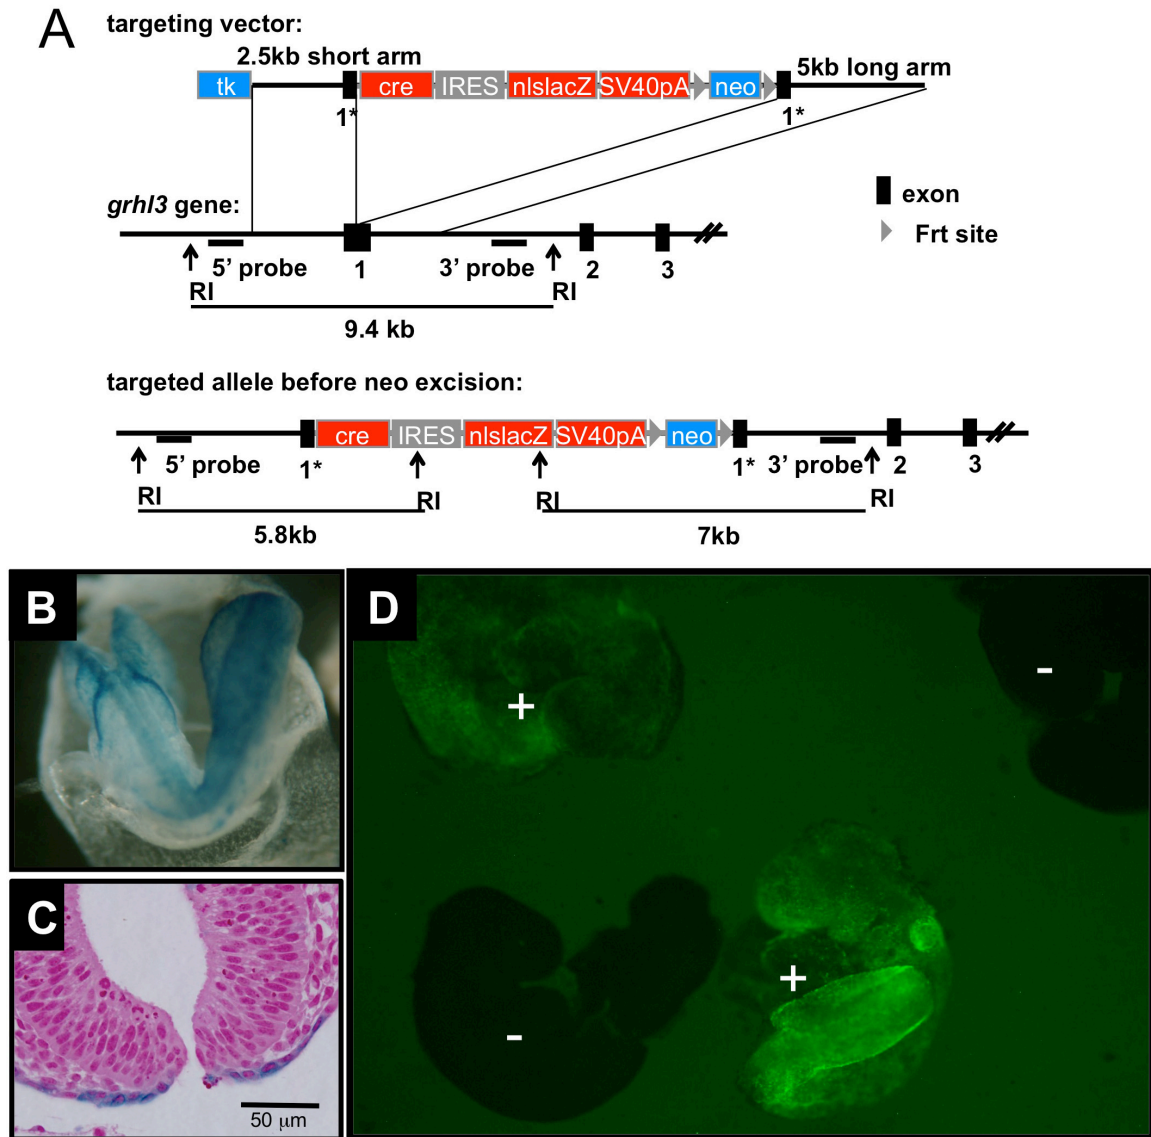 A
targeting vector:
2.5kb short arm
5kb long arm
tk
cre
IRES
nlslacZ
SV40pA
neo
1*
1*
exon
Frt site
grhl3 gene:
5’ probe
1
3’ probe
2
3
RI
RI
9.4 kb
targeted allele before neo excision:
cre
IRES
nlslacZ
SV40pA
neo
5’ probe
1*
1*
3’ probe
2
3
RI
RI
RI
RI
5.8kb
7kb
B
D
-
+
C
+
-
50 µm